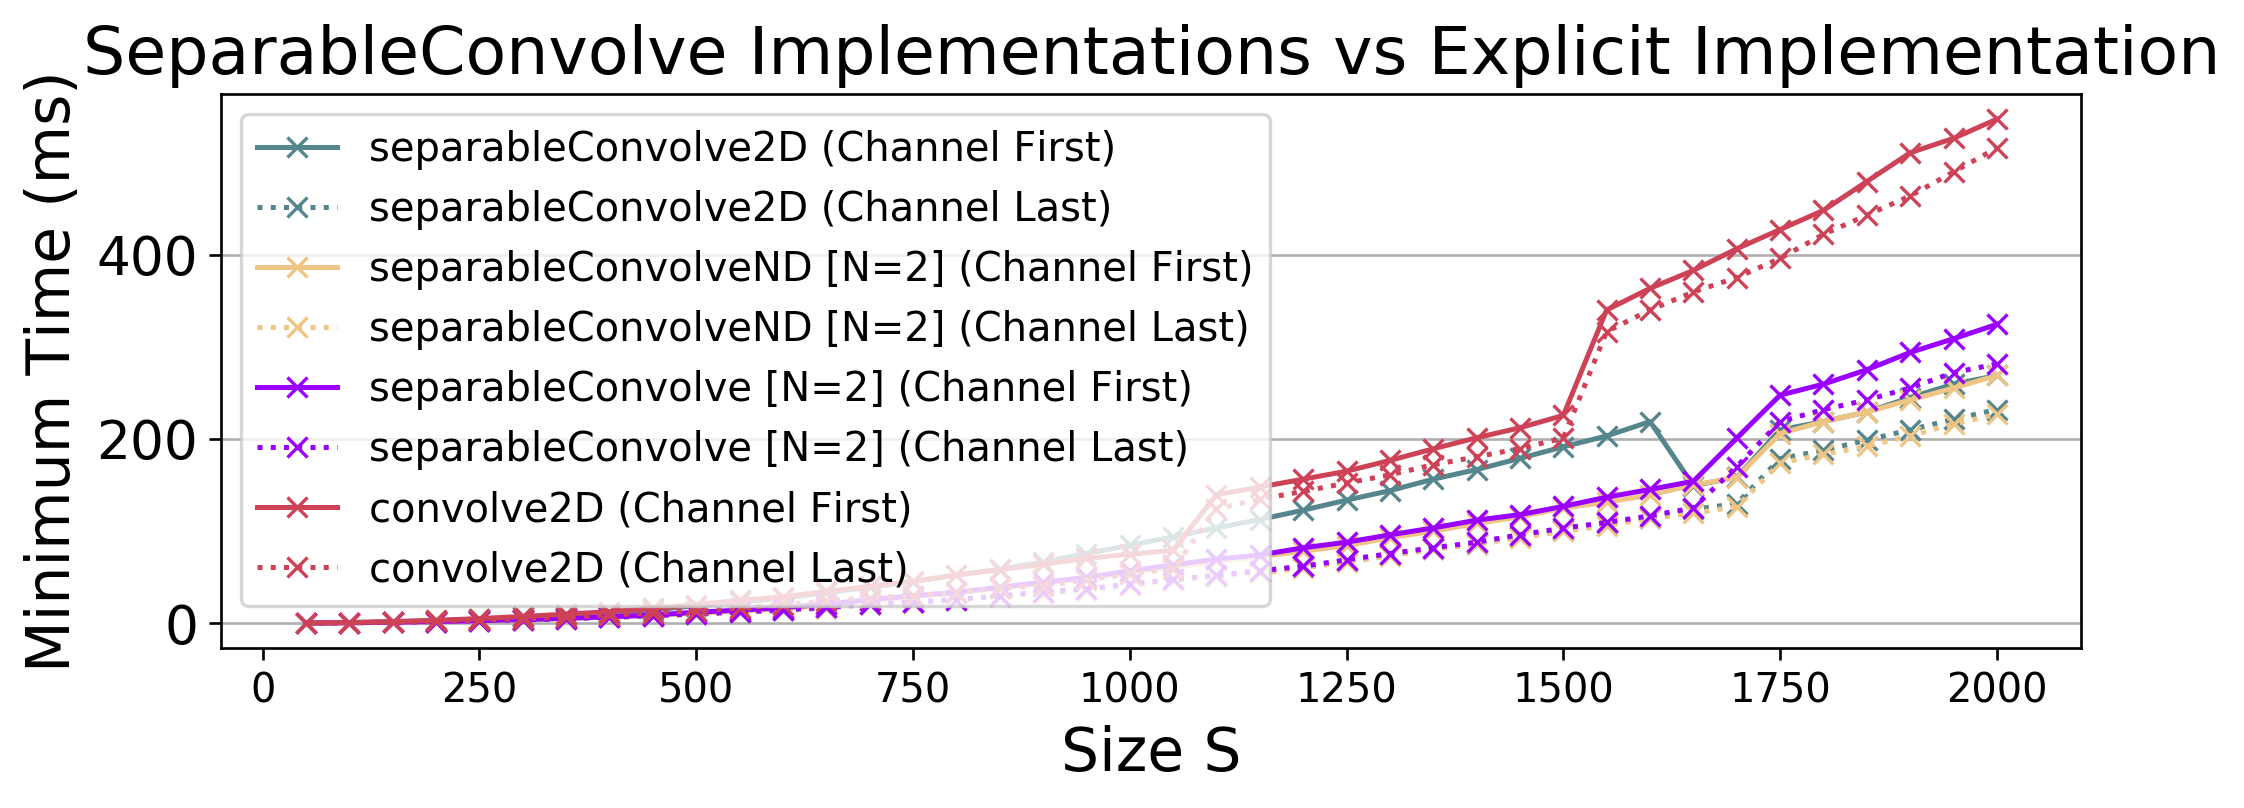 SeparableConvolve Implementations vs Explicit Implementation
Minimum Time (ms)
400
200
0
separableConvolve2D (Channel First)
separableConvolve2D (Channel Last)
separableConvolveND [N=2] (Channel First)
separableConvolveND [N=2] (Channel Last)
separableConvolve [N=2] (Channel First)
separableConvolve [N=2] (Channel Last)
convolve2D (Channel First)
convolve2D (Channel Last)
0 250 500 750 1000 1250 1500 1750 2000
Size S